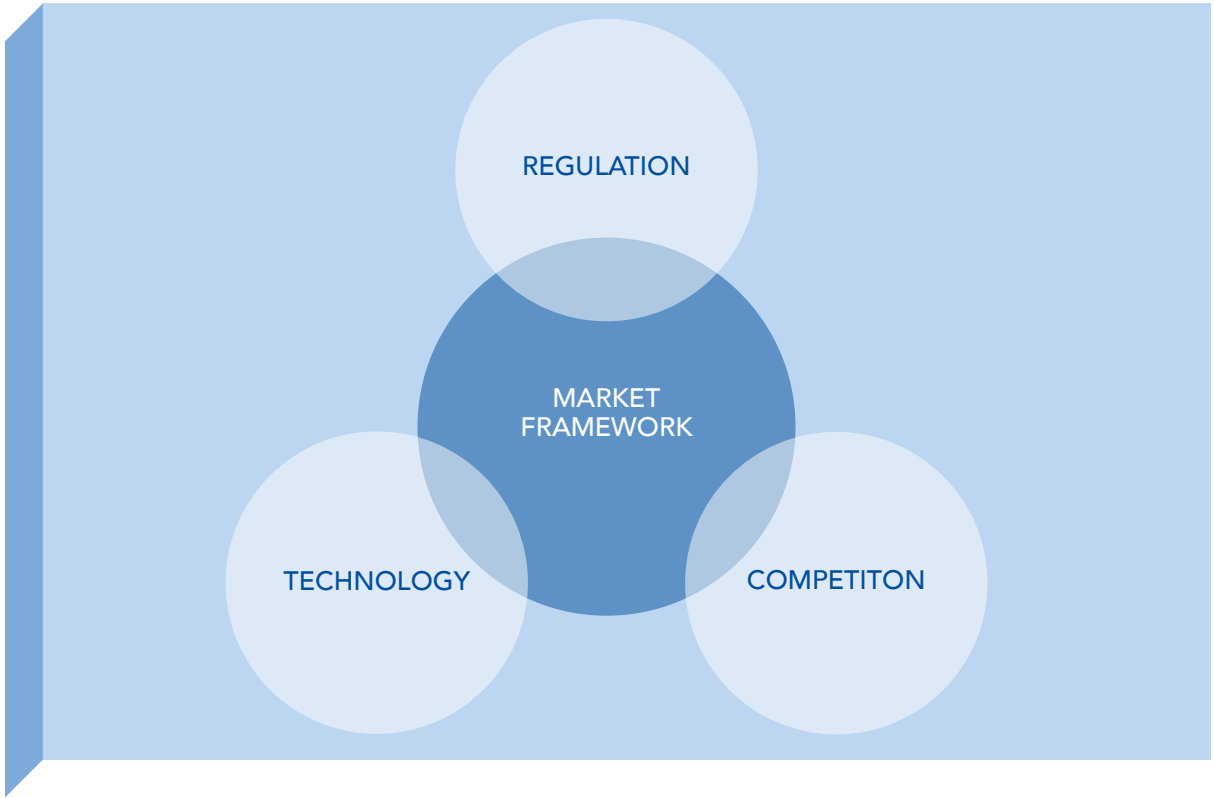 REGULATION
MARKET
FRAMEWORK
TECHNOLOGY
COMPETITON